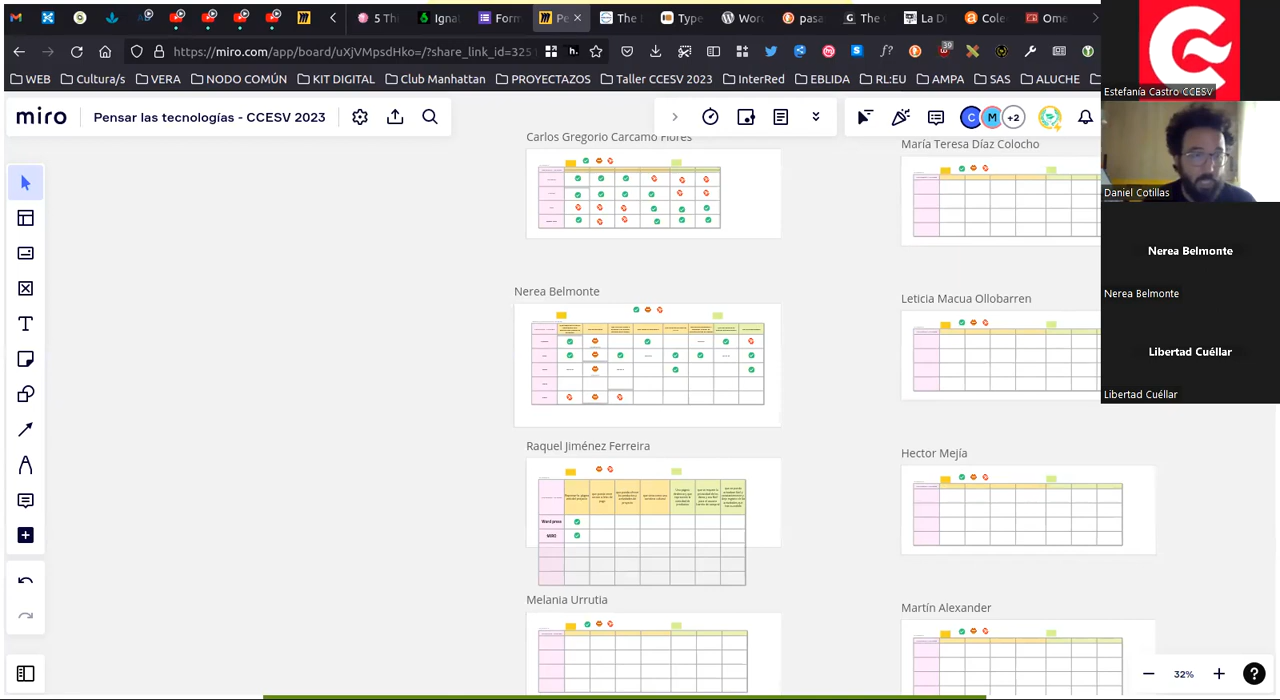 5 Th
Ignal
Form
Pe
The
Type
Wor
pasa
The
La D
Cole
Ome
https://miro.com/app/board/uXjVMpsdHko=/?share_link_id=325
h.
39
WEB
Cultura/s
VERA
NODO COMÚN
KIT DIGITAL
Club Manhattan
PROYECTAZOS
Taller CCESV 2023
InterRed
EBLIDA
RL:EU
AMPA
SAS
ALUCHE
Estefanía Castro CCESV
miro
Pensar las tecnologías - CCESV 2023
C
M
+2
Carlos Gregorio Carcamo Flores
María Teresa Díaz Colocho
Daniel Cotillas
Nerea Belmonte
Nerea Belmonte
Nerea Belmonte
Leticia Macua Ollobarren
Libertad Cuéllar
Libertad Cuéllar
Raquel Jiménez Ferreira
Hector Mejía
Word press
MIRO
Melania Urrutia
Martín Alexander
32%